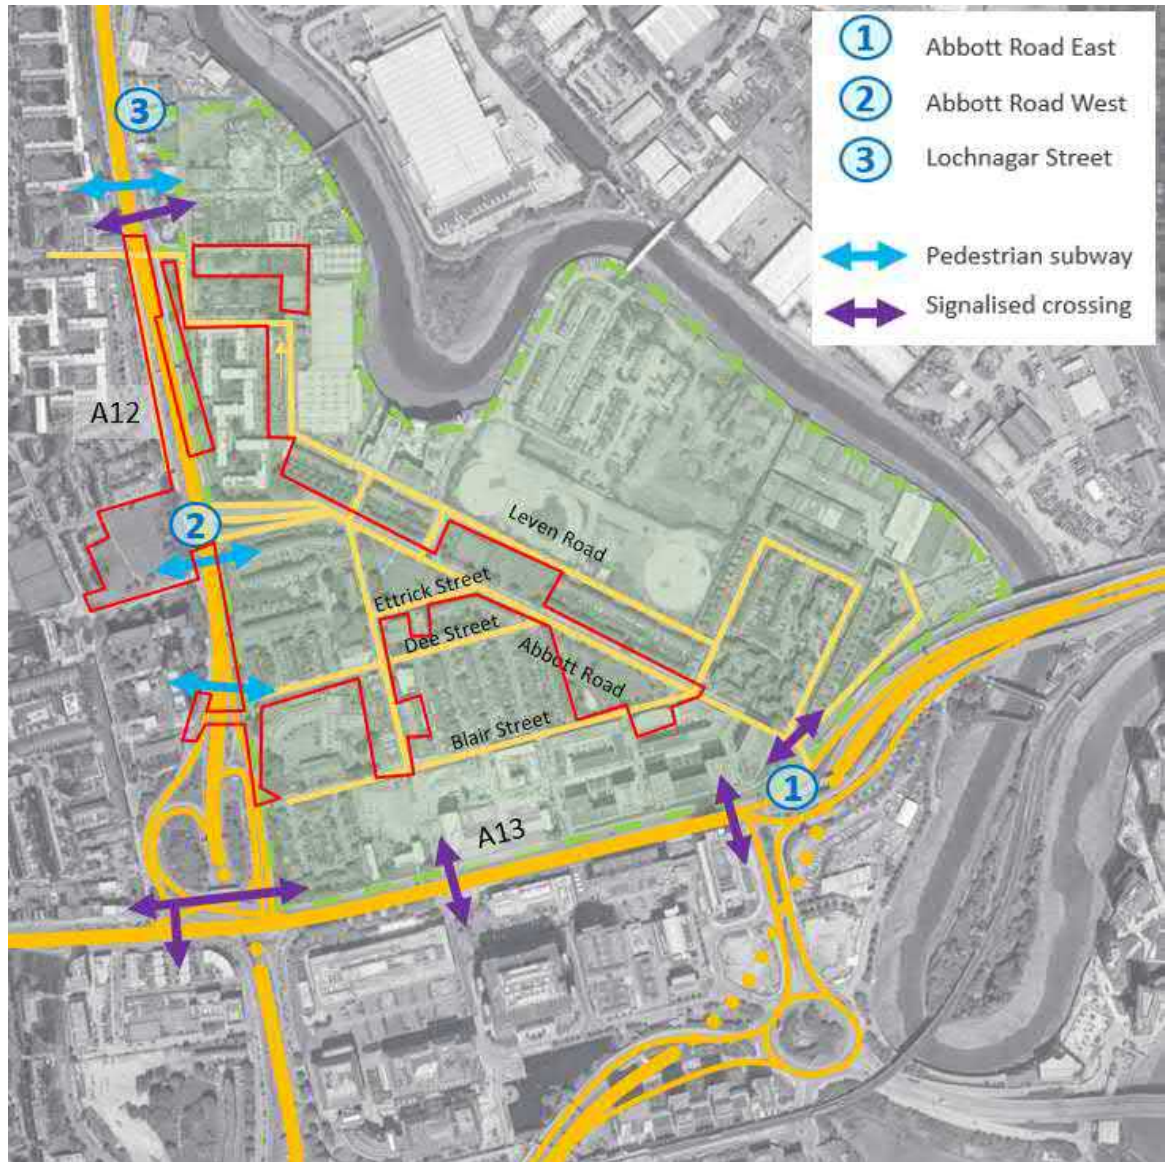 1 Abbott Road East
2 Abbott Road West
3 Lochnagar Street
Pedestrian subway
Signalised crossing
3
A12
2
Leven Road
Ettrick Street
Dee Street
Abbott Road
Blair Street
1
A13